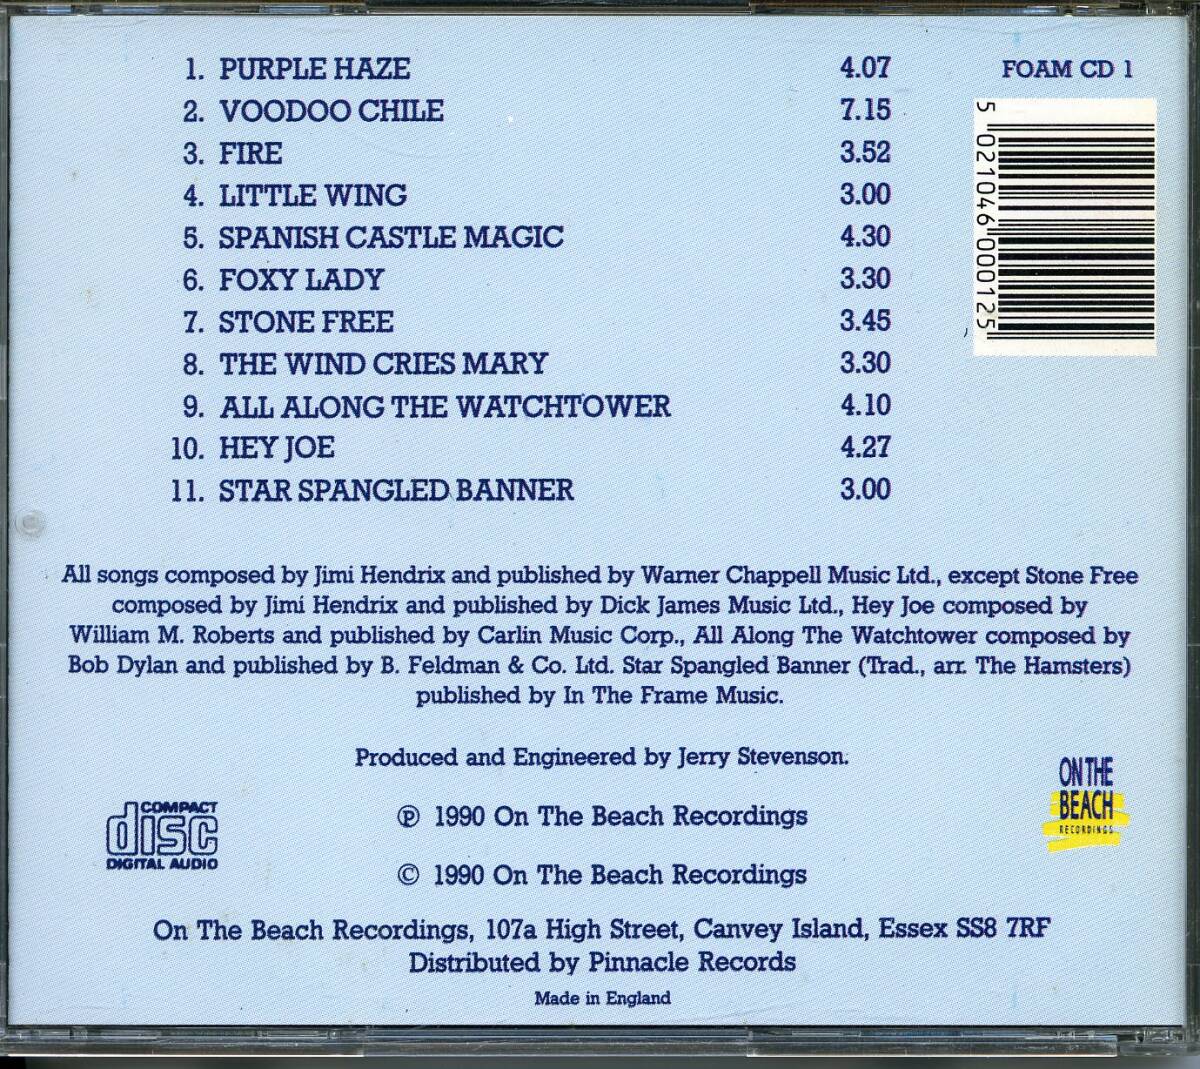 1. PURPLE HAZE 4.07
2. VOODOO CHILE 7.15
3. FIRE 3.52
4. LITTLE WING 3.00
5. SPANISH CASTLE MAGIC 4.30
6. FOXY LADY 3.30
7. STONE FREE 3.45
8. THE WIND CRIES MARY 3.30
9. ALL ALONG THE WATCHTOWER 4.10
10. HEY JOE 4.27
11. STAR SPANGLED BANNER 3.00
FOAM CD 1
5 021046 000125
All songs composed by Jimi Hendrix and published by Warner Chappell Music Ltd., except Stone Free
composed by Jimi Hendrix and published by Dick James Music Ltd., Hey Joe composed by
William M. Roberts and published by Carlin Music Corp., All Along The Watchtower composed by
Bob Dylan and published by B. Feldman & Co. Ltd. Star Spangled Banner (Trad., arr. The Hamsters)
published by In The Frame Music.
Produced and Engineered by Jerry Stevenson.
COMPACT
disc
DIGITAL AUDIO
℗ 1990 On The Beach Recordings
© 1990 On The Beach Recordings
ON THE
BEACH
RECORDINGS
On The Beach Recordings, 107a High Street, Canvey Island, Essex SS8 7RF
Distributed by Pinnacle Records
Made in England